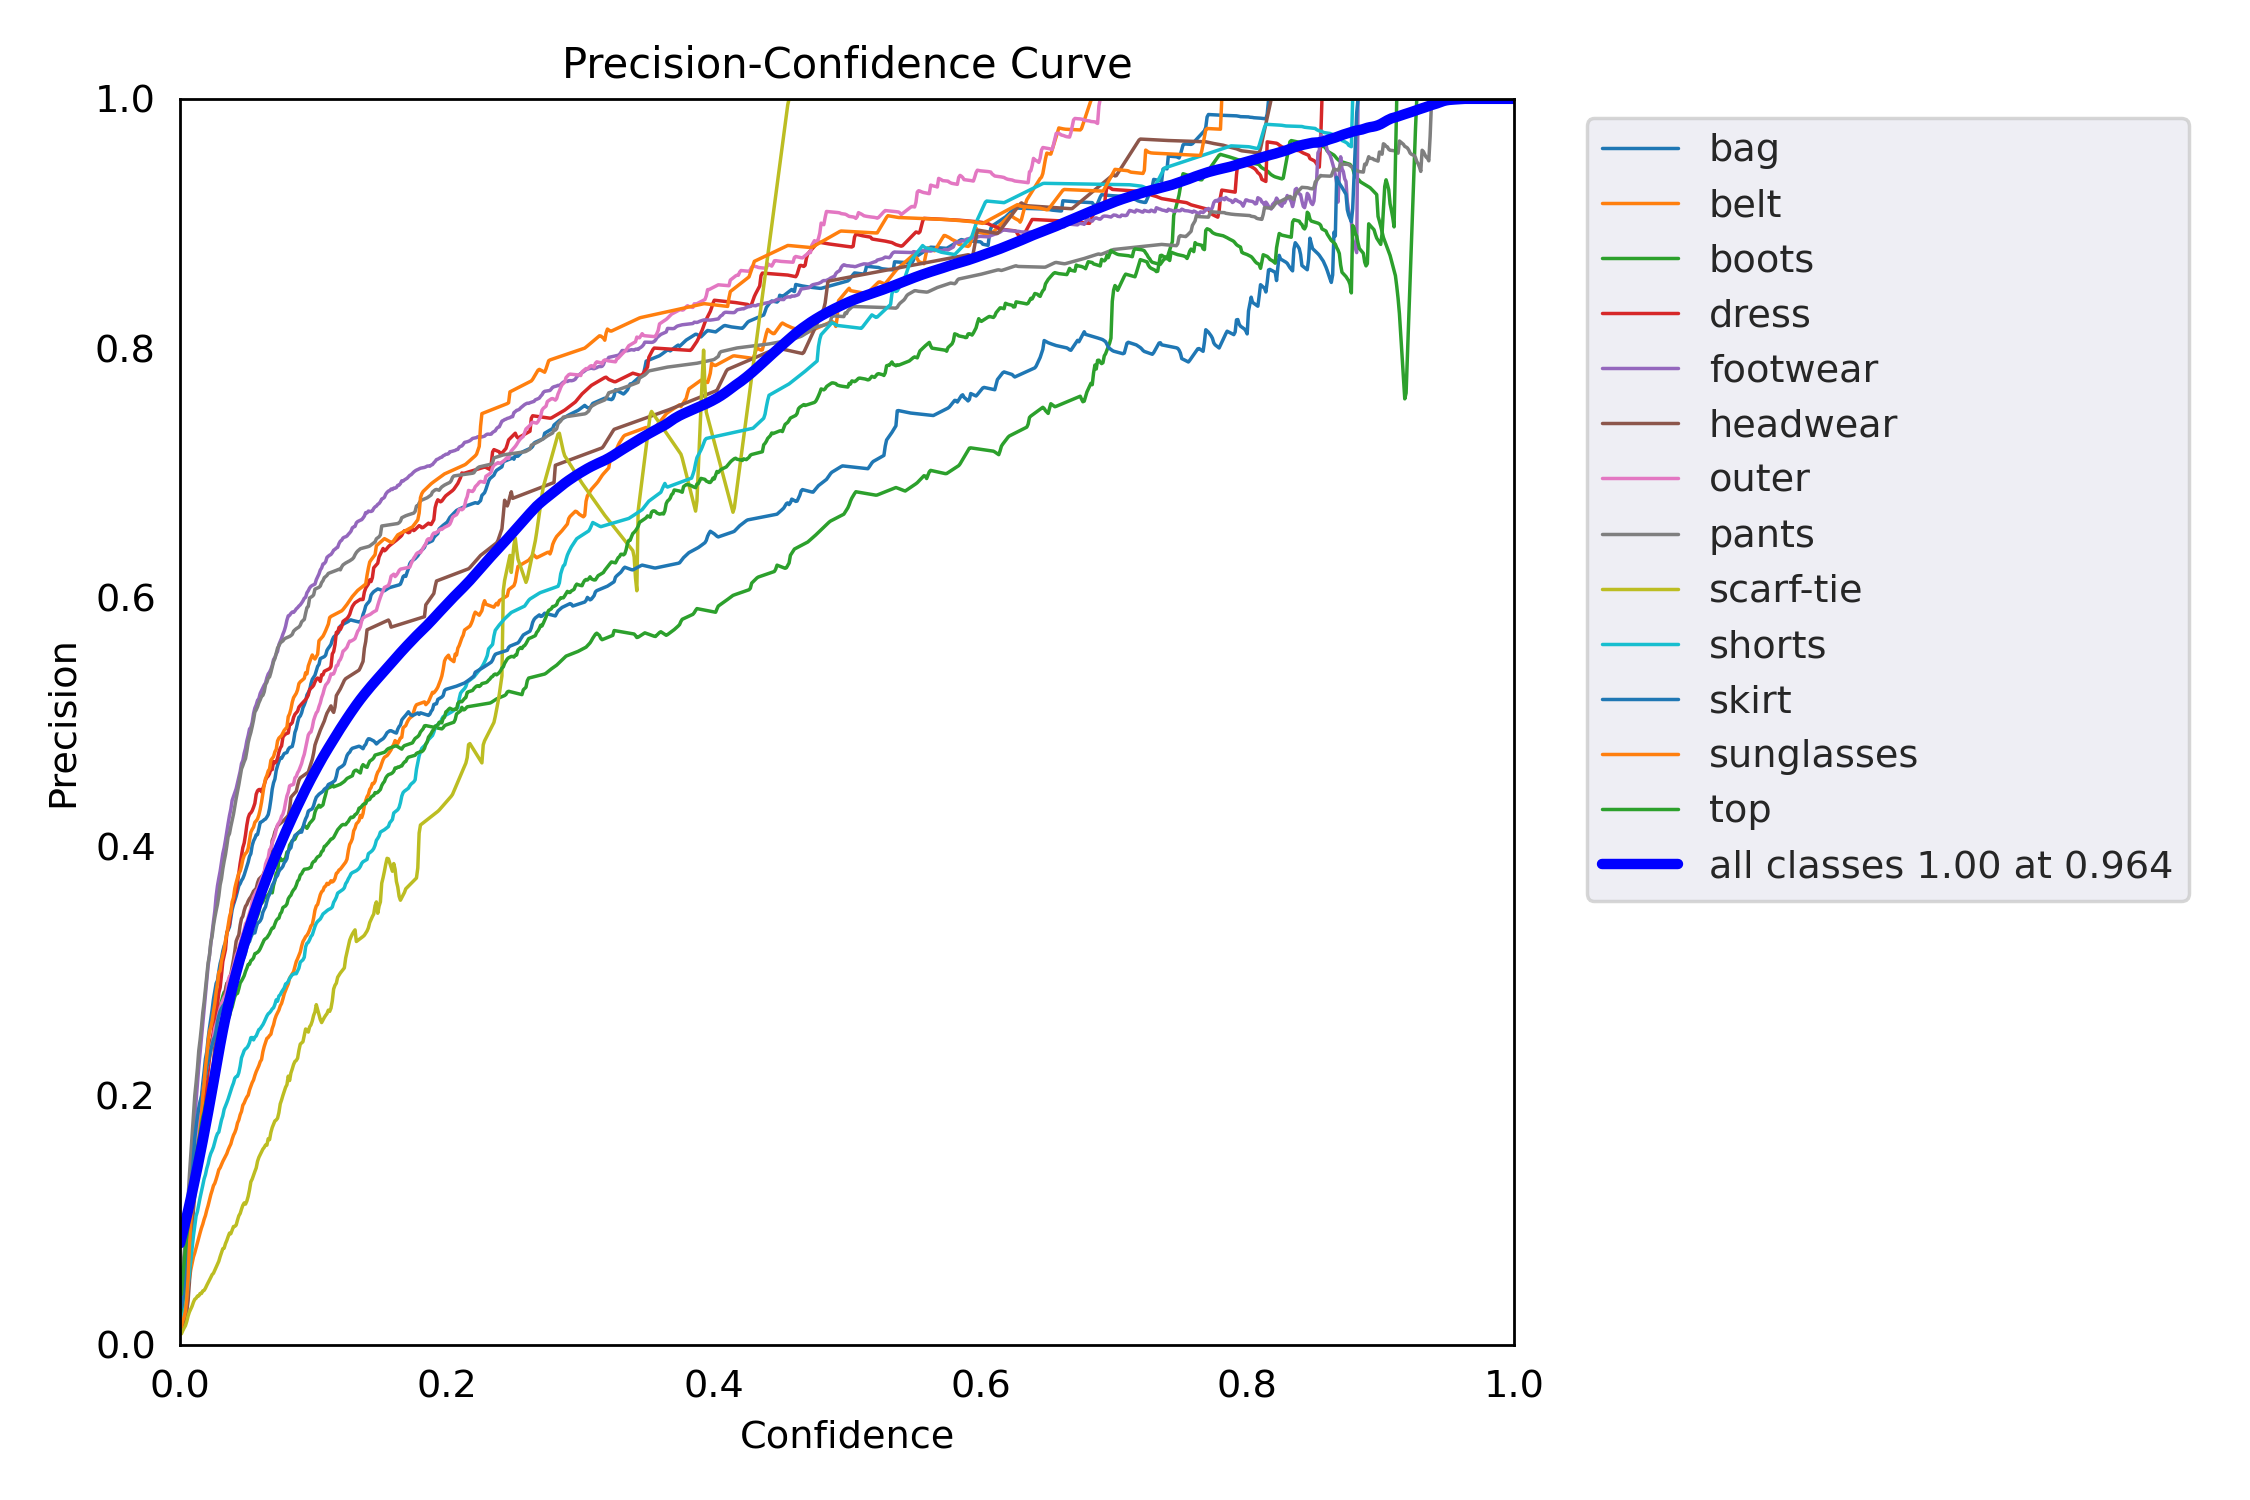 Precision-Confidence Curve
1.0
0.8
0.6
0.4
0.2
0.0
Precision
0.0 0.2 0.4 0.6 0.8 1.0
Confidence
bag
belt
boots
dress
footwear
headwear
outer
pants
scarf-tie
shorts
skirt
sunglasses
top
all classes 1.00 at 0.964